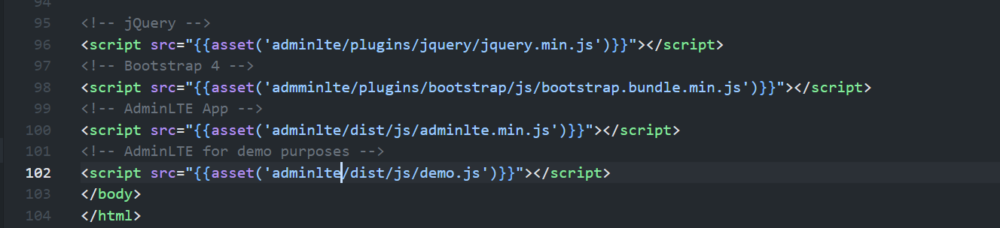 94
95 <!-- jQuery -->
96 <script src="{{asset('adminlte/plugins/jquery/jquery.min.js')}}"></script>
97 <!-- Bootstrap 4 -->
98 <script src="{{asset('admminlte/plugins/bootstrap/js/bootstrap.bundle.min.js')}}"></script>
99 <!-- AdminLTE App -->
100 <script src="{{asset('adminlte/dist/js/adminlte.min.js')}}"></script>
101 <!-- AdminLTE for demo purposes -->
102 <script src="{{asset('adminlte/dist/js/demo.js')}}"></script>
103 </body>
104 </html>